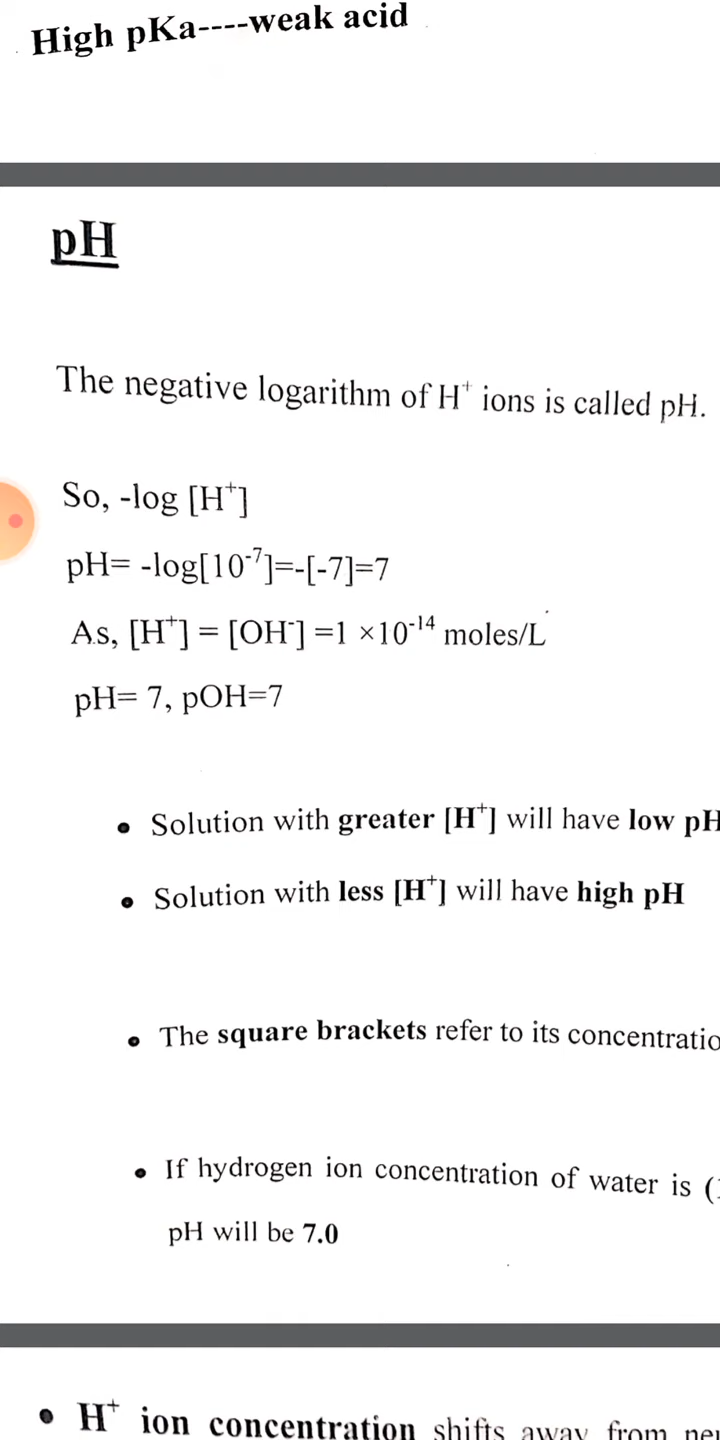 High pKa----weak acid
pH
The negative logarithm of H⁺ ions is called pH.
So, -log [H⁺]
pH= -log[10⁻⁷]=-[-7]=7
As, [H⁺] = [OH⁻] =1 ×10⁻¹⁴ moles/L
pH= 7, pOH=7
• Solution with greater [H⁺] will have low pH
• Solution with less [H⁺] will have high pH
• The square brackets refer to its
• If hydrogen ion concentration of water is (
pH will be 7.0
• H⁺ ion concentration shifts away from